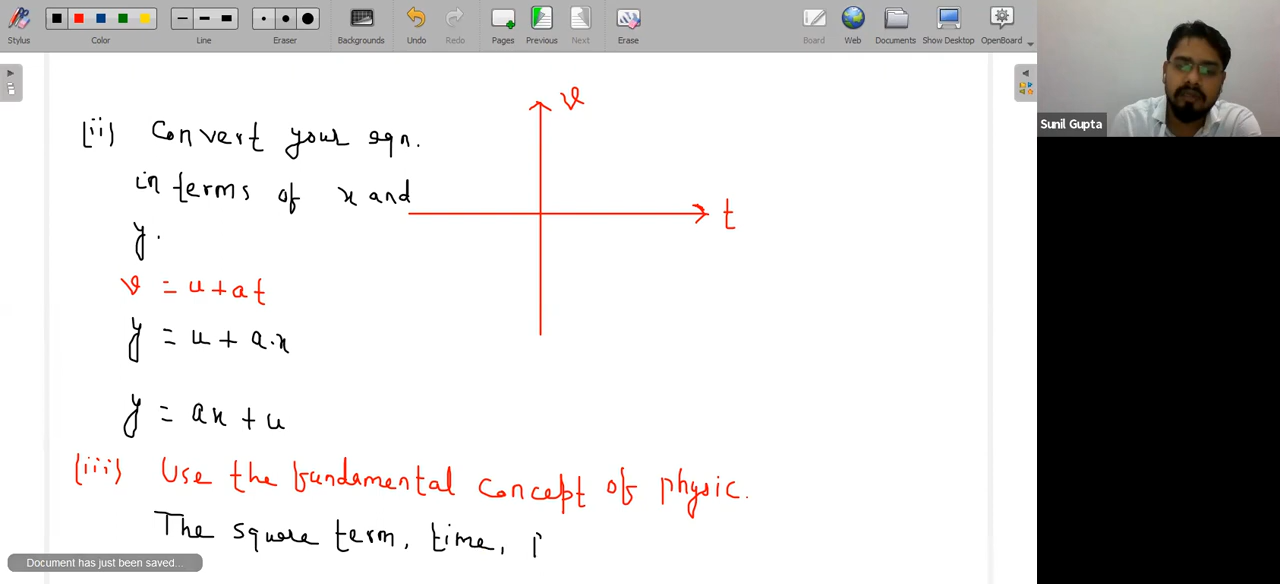 Stylus
Color
Line
Eraser
Backgrounds
Undo
Redo
Pages
Previous
Next
Erase
Board
Web
Documents
Show Desktop
OpenBoard
Sunil Gupta
v
t
(ii) Convert your eqn.
in terms of x and
y.
v = u + at
y = u + a.x
y = ax + u
(iii) Use the fundamental concept of physic.
The square term, time,
Document has just been saved...